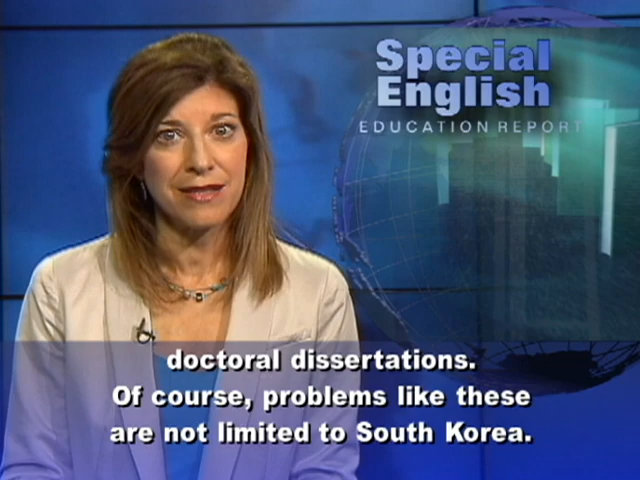 Special
English
EDUCATION REPORT
doctoral dissertations.
Of course, problems like these
are not limited to South Korea.